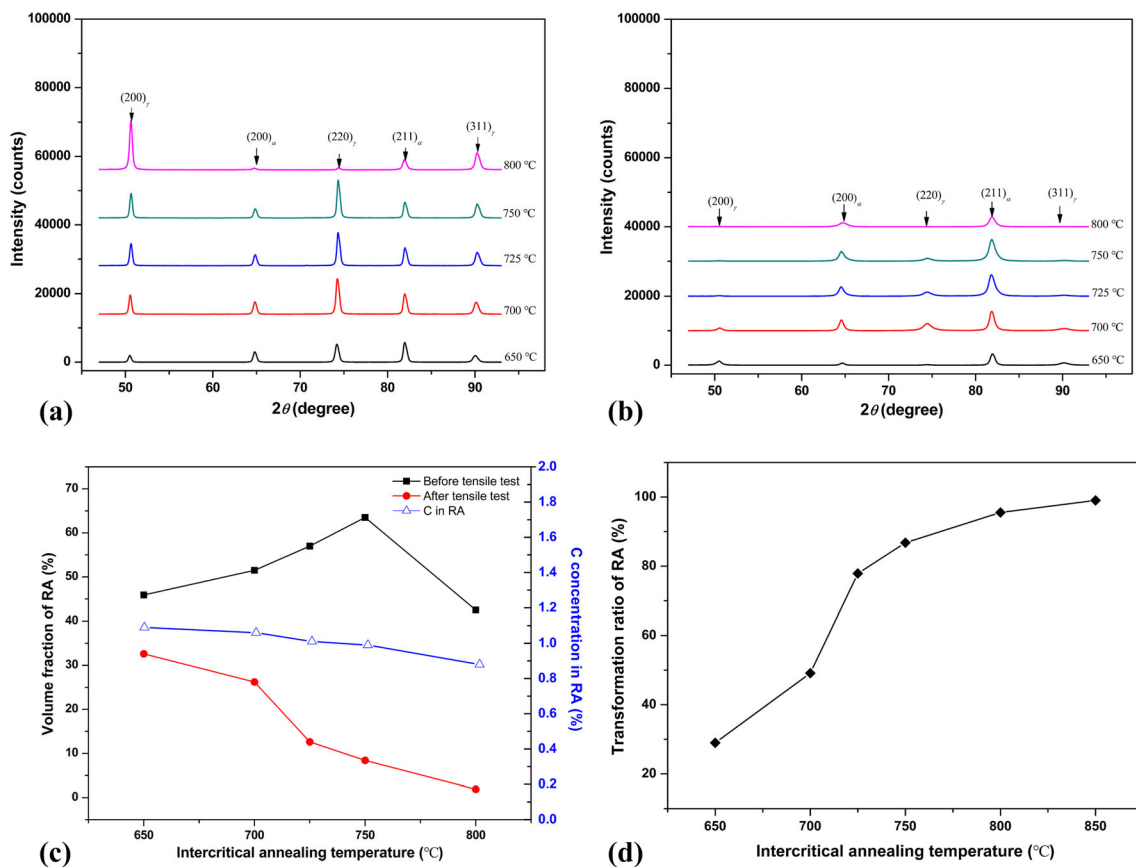 100000
80000
60000
40000
20000
0
Intensity (counts)
(200)γ
(200)α
(220)γ
(211)α
(311)γ
800 ℃
750 ℃
725 ℃
700 ℃
650 ℃
50 60 70 80 90
2θ (degree)
(a)
100000
80000
60000
40000
20000
0
Intensity (counts)
(200)γ
(200)α
(220)γ
(211)α
(311)γ
800 ℃
750 ℃
725 ℃
700 ℃
650 ℃
50 60 70 80 90
2θ (degree)
(b)
70
60
50
40
30
20
10
0
Volume fraction of RA (%)
Before tensile test
After tensile test
C in RA
2.0
1.8
1.6
1.4
1.2
1.0
0.8
0.6
0.4
0.2
0.0
C concentration in RA (%)
650 700 750 800
Intercritical annealing temperature (℃)
(c)
100
80
60
40
20
Transformation ratio of RA (%)
650 700 750 800 850
Intercritical annealing temperature (℃)
(d)